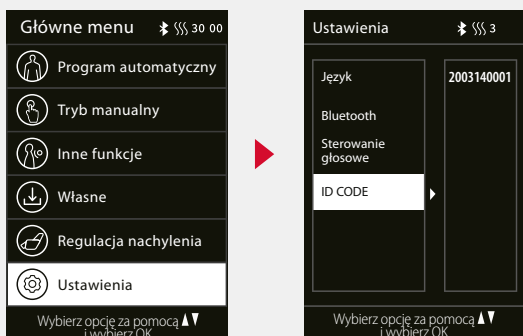 Główne menu 30 00
Program automatyczny
Tryb manualny
Inne funkcje
Własne
Regulacja nachylenia
Ustawienia
Wybierz opcję za pomocą
i wybierz OK
Ustawienia 3
Język 2003140001
Bluetooth
Sterowanie
głosowe
ID CODE
Wybierz opcję za pomocą
i wybierz OK